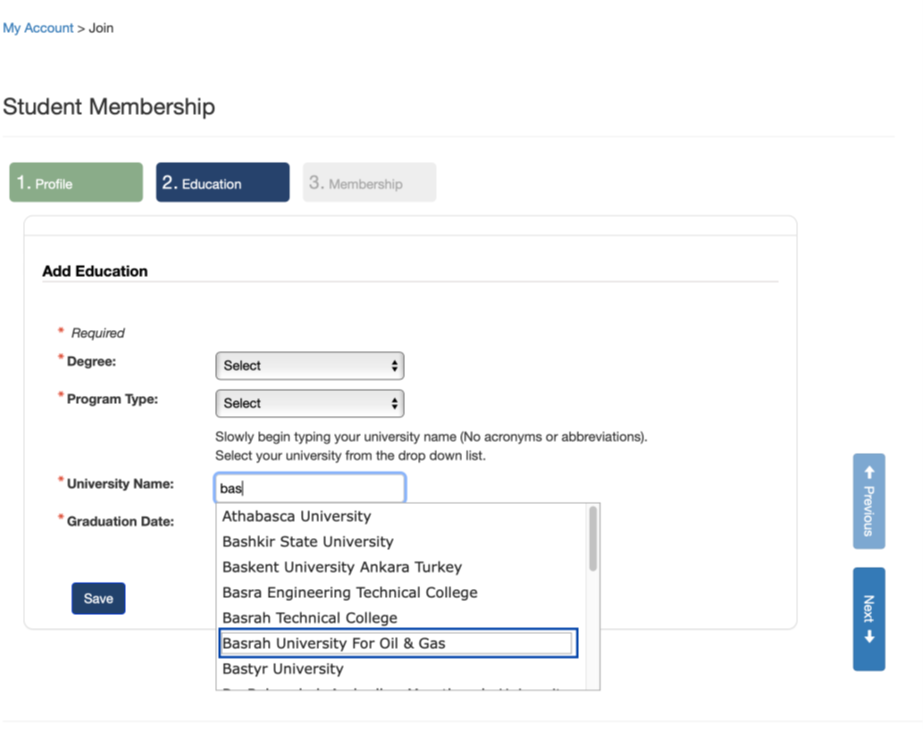 My Account > Join
Student Membership
1. Profile
2. Education
3. Membership
Add Education
* Required
* Degree:
Select
* Program Type:
Select
Slowly begin typing your university name (No acronyms or abbreviations).
Select your university from the drop down list.
* University Name:
bas
* Graduation Date:
Athabasca University
Bashkir State University
Baskent University Ankara Turkey
Basra Engineering Technical College
Basrah Technical College
Basrah University For Oil & Gas
Bastyr University
Save
Previous
Next